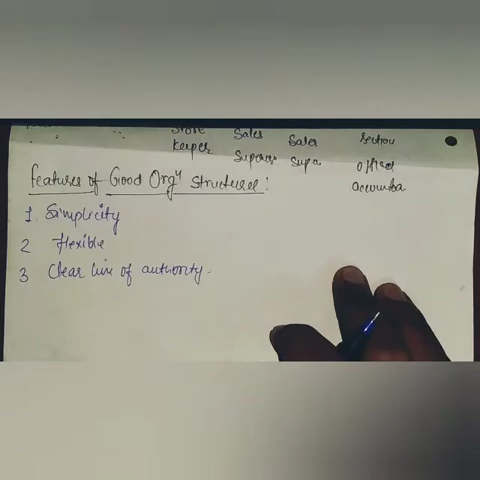 Store Sales Sales Section
Keeper Supervisor Supa Officer
Features of Good Orgⁿ Structure:
1. Simplicity
2 Flexible
3 Clear line of authority.